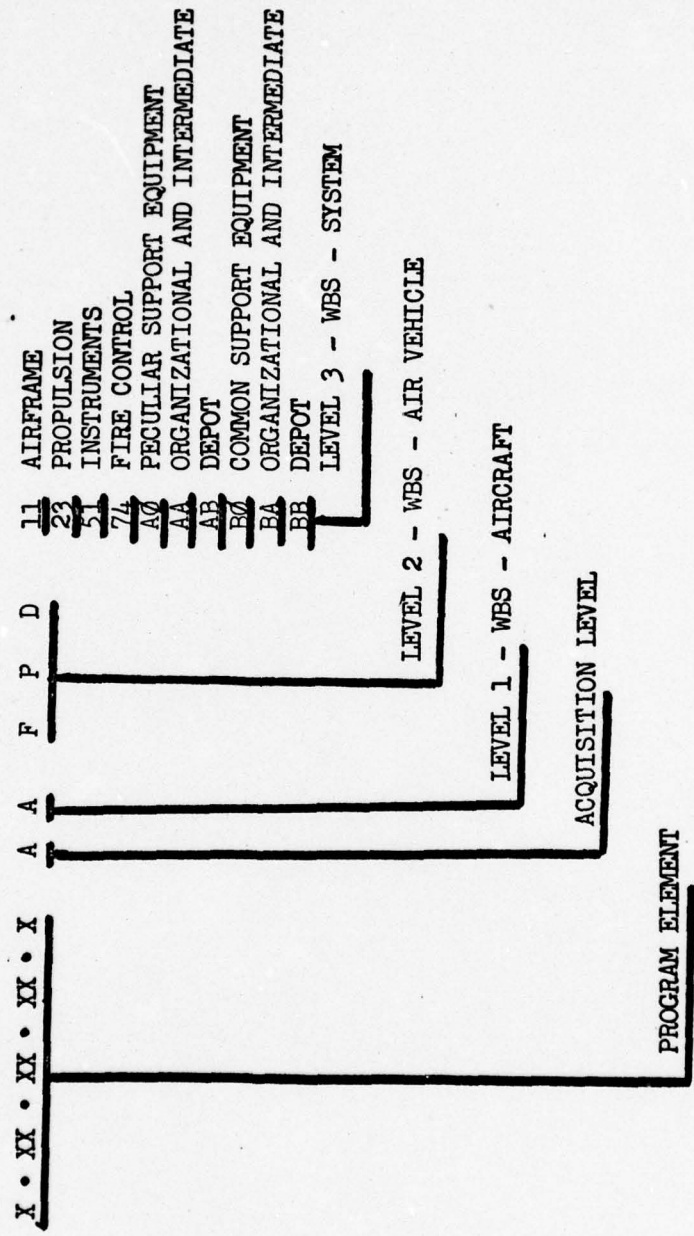 X • XX • XX • XX • X   A   A   F P D   11 AIRFRAME
23 PROPULSION
51 INSTRUMENTS
74 FIRE CONTROL
AØ PECULIAR SUPPORT EQUIPMENT
AA ORGANIZATIONAL AND INTERMEDIATE
AB DEPOT
BØ COMMON SUPPORT EQUIPMENT
BA ORGANIZATIONAL AND INTERMEDIATE
BB DEPOT
LEVEL 3 - WBS - SYSTEM
LEVEL 2 - WBS - AIR VEHICLE
LEVEL 1 - WBS - AIRCRAFT
ACQUISITION LEVEL
PROGRAM ELEMENT